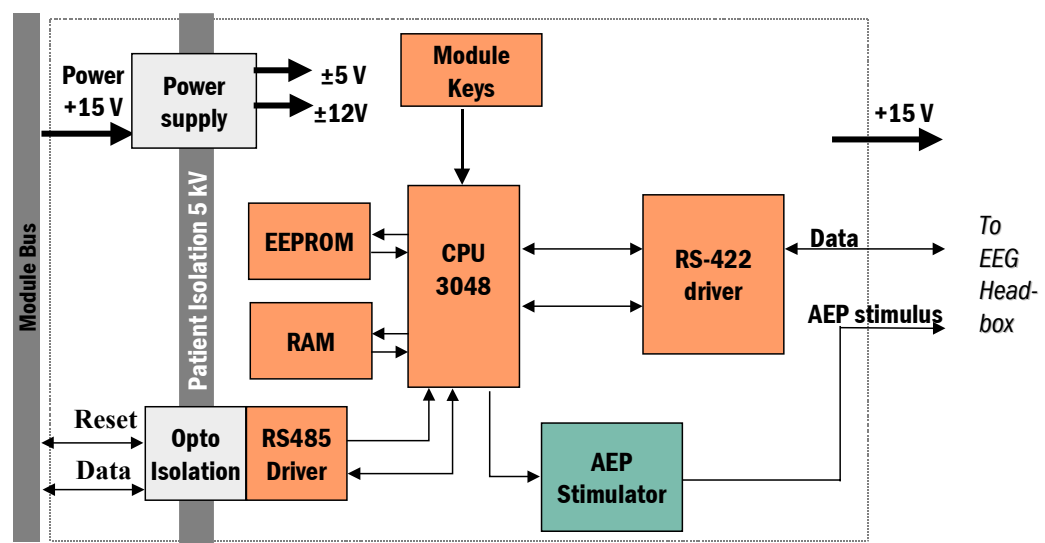 Module Bus
Power
+15 V
Power
supply
±5 V
±12V
Patient Isolation 5 kV
Module
Keys
+15 V
EEPROM
CPU
3048
RS-422
driver
Data
To
EEG
Head-
box
RAM
AEP stimulus
Reset
Data
Opto
Isolation
RS485
Driver
AEP
Stimulator